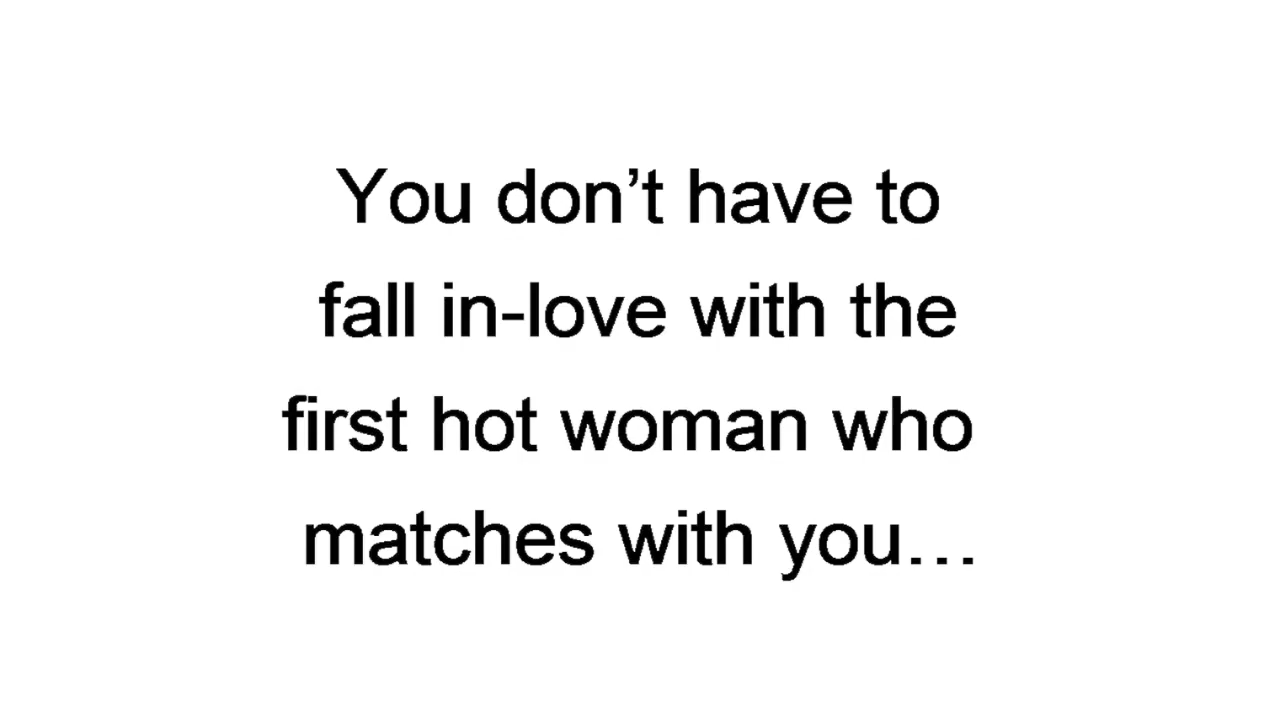 You don’t have to
fall in-love with the
first hot woman who
matches with you…